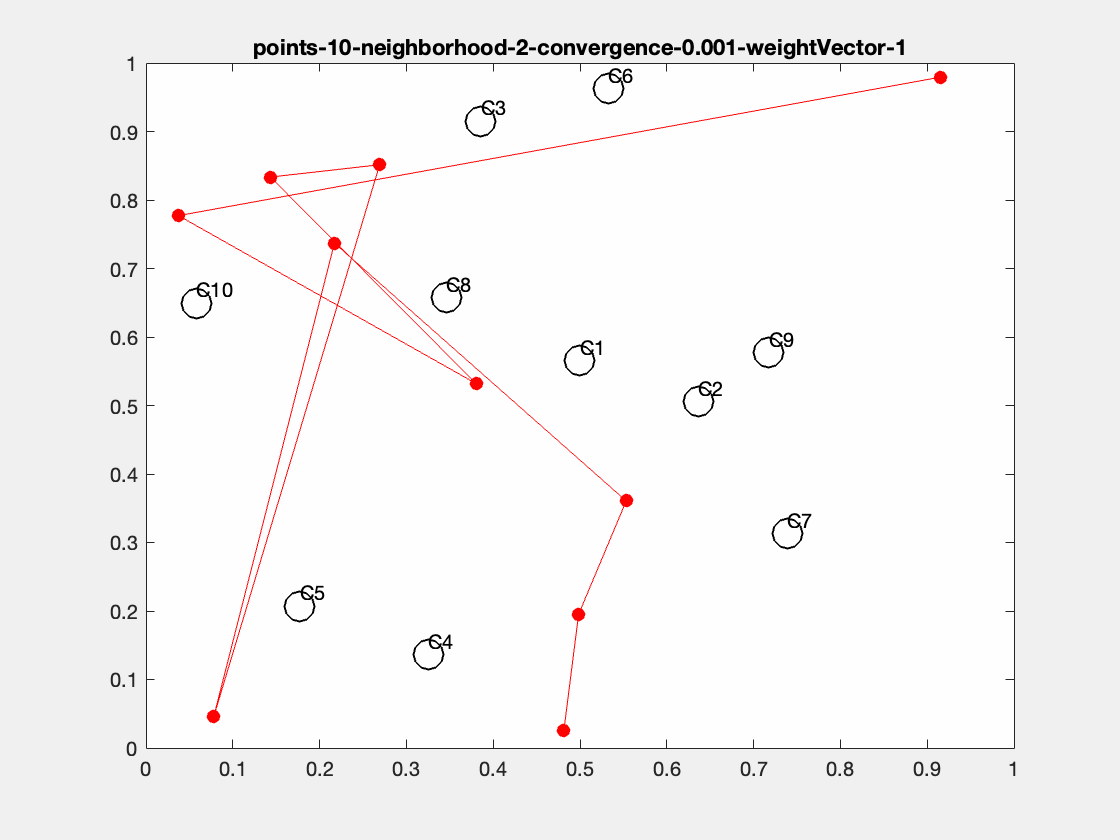 points-10-neighborhood-2-convergence-0.001-weightVector-1
1
C6
C3
0.9
0.8
0.7
C10
C8
0.6
C1
C9
C2
0.5
0.4
C7
0.3
C5
0.2
C4
0.1
0
0 0.1 0.2 0.3 0.4 0.5 0.6 0.7 0.8 0.9 1